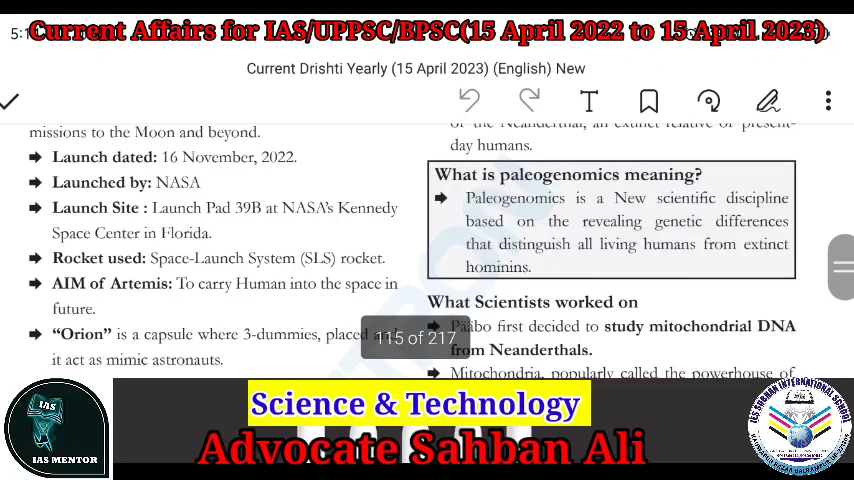 Current Affairs for IAS/UPPSC/BPSC(15 April 2022 to 15 April 2023)
Current Drishti Yearly (15 April 2023) (English) New
missions to the Moon and beyond.
Launch dated: 16 November, 2022.
Launched by: NASA
Launch Site : Launch Pad 39B at NASA's Kennedy
Space Center in Florida.
Rocket used: Space-Launch System (SLS) rocket.
AIM of Artemis: To carry Human into the space in
future.
"Orion" is a capsule where 3-dummies, placed and
it act as mimic astronauts.
of the Neanderthal, an extinct relative of present-
day humans.
What is paleogenomics meaning?
Paleogenomics is a New scientific discipline
based on the revealing genetic differences
that distinguish all living humans from extinct
hominins.
What Scientists worked on
Pääbo first decided to study mitochondrial DNA
from Neanderthals.
Mitochondria, popularly called the powerhouse of
115 of 217
Science & Technology
Advocate Sahban Ali
IAS
IAS MENTOR